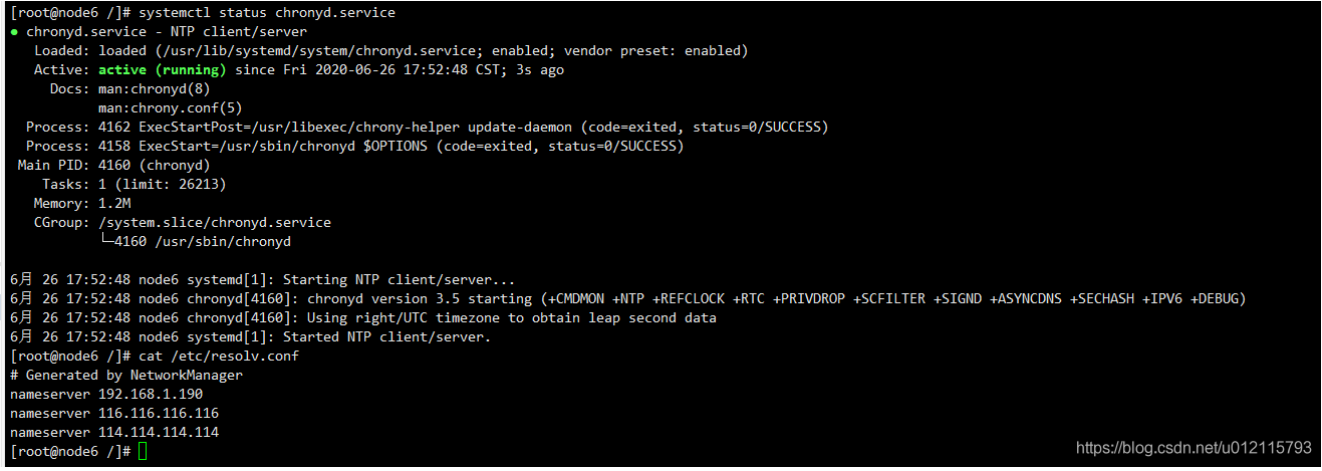 [root@node6 /]# systemctl status chronyd.service
● chronyd.service - NTP client/server
   Loaded: loaded (/usr/lib/systemd/system/chronyd.service; enabled; vendor preset: enabled)
   Active: active (running) since Fri 2020-06-26 17:52:48 CST; 3s ago
     Docs: man:chronyd(8)
           man:chrony.conf(5)
  Process: 4162 ExecStartPost=/usr/libexec/chrony-helper update-daemon (code=exited, status=0/SUCCESS)
  Process: 4158 ExecStart=/usr/sbin/chronyd $OPTIONS (code=exited, status=0/SUCCESS)
 Main PID: 4160 (chronyd)
    Tasks: 1 (limit: 26213)
   Memory: 1.2M
   CGroup: /system.slice/chronyd.service
           └─4160 /usr/sbin/chronyd
6月 26 17:52:48 node6 systemd[1]: Starting NTP client/server...
6月 26 17:52:48 node6 chronyd[4160]: chronyd version 3.5 starting (+CMDMON +NTP +REFCLOCK +RTC +PRIVDROP +SCFILTER +SIGND +ASYNCDNS +SECHASH +IPV6 +DEBUG)
6月 26 17:52:48 node6 chronyd[4160]: Using right/UTC timezone to obtain leap second data
6月 26 17:52:48 node6 systemd[1]: Started NTP client/server.
[root@node6 /]# cat /etc/resolv.conf
# Generated by NetworkManager
nameserver 192.168.1.190
nameserver 116.116.116.116
nameserver 114.114.114.114
[root@node6 /]#
https://blog.csdn.net/u012115793